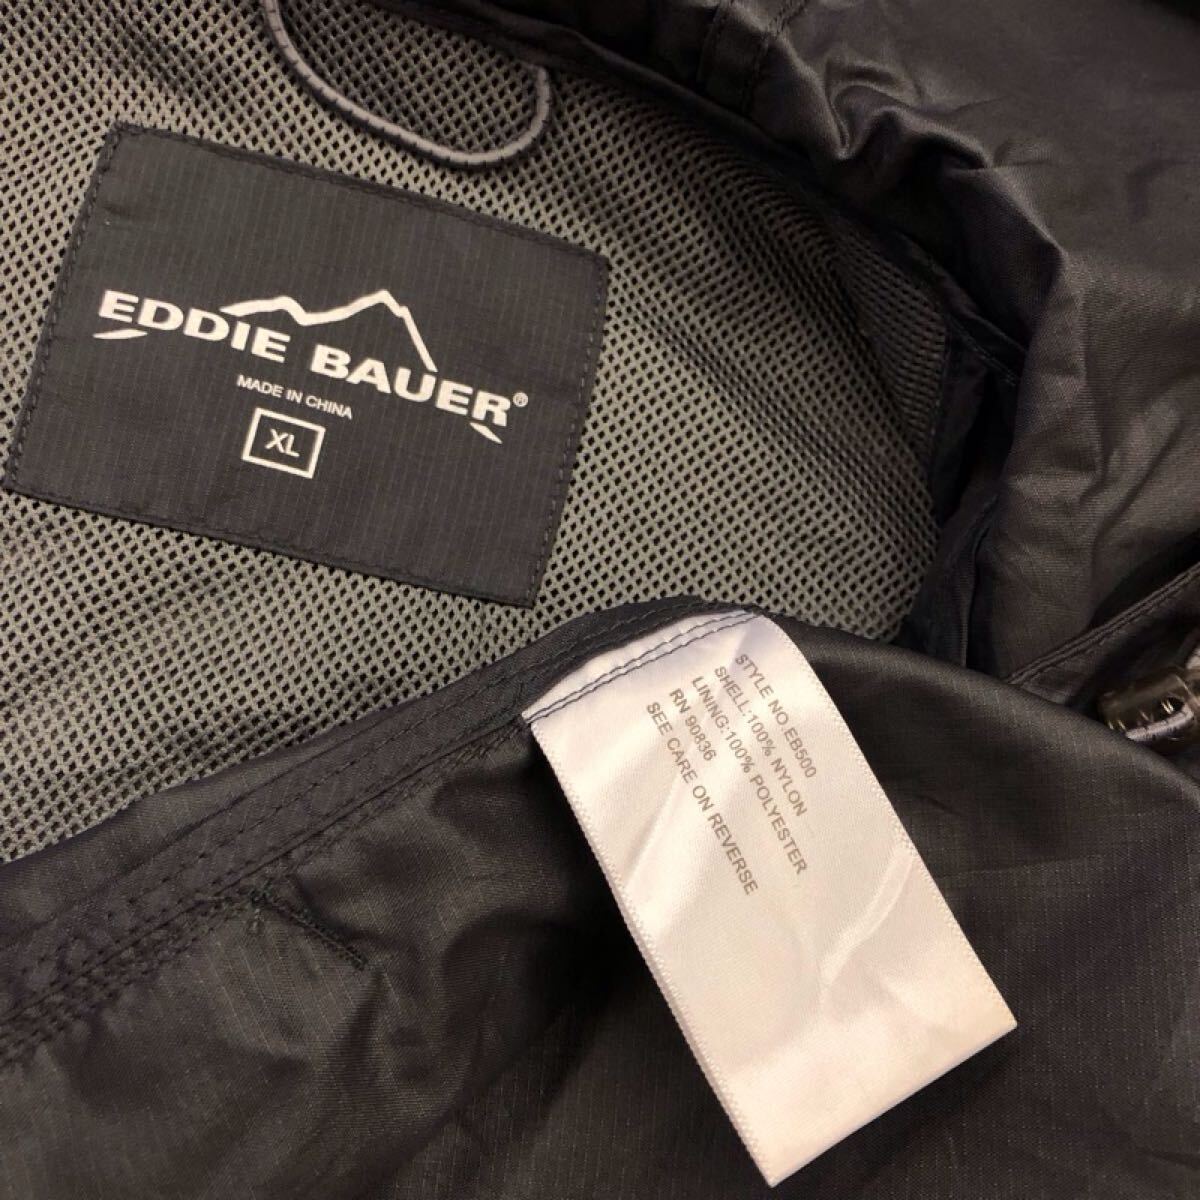 EDDIE BAUER®
MADE IN CHINA
XL
STYLE NO.EB500
SHELL:100% NYLON
LINING:100% POLYESTER
RN 90836
SEE CARE ON REVERSE